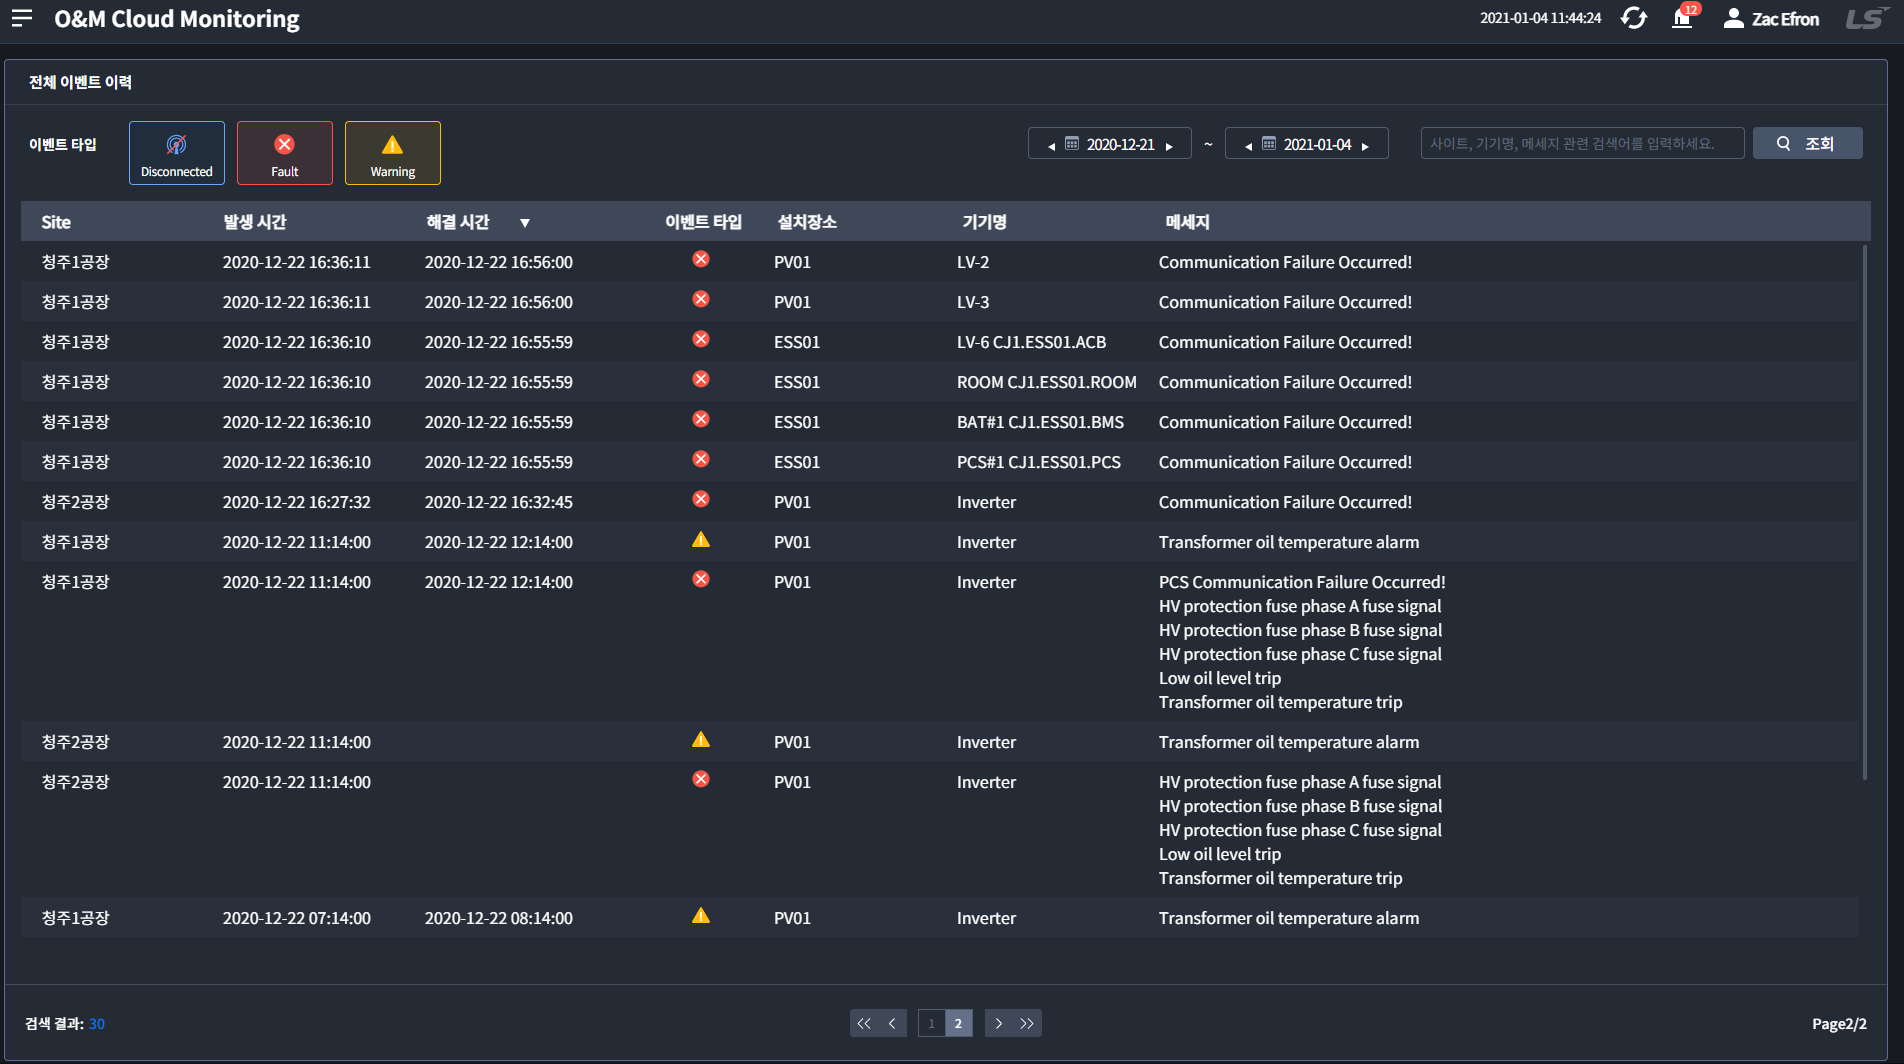 O&M Cloud Monitoring
2021-01-04 11:44:24
12
Zac Efron
LS
전체 이벤트 이력
이벤트 타입
Disconnected
Fault
Warning
2020-12-21 ~ 2021-01-04
사이트, 기기명, 메세지 관련 검색어를 입력하세요.
조회
Site 발생 시간 해결 시간 ▼ 이벤트 타입 설치장소 기기명 메세지
청주1공장 2020-12-22 16:36:11 2020-12-22 16:56:00 PV01 LV-2 Communication Failure Occurred!
청주1공장 2020-12-22 16:36:11 2020-12-22 16:56:00 PV01 LV-3 Communication Failure Occurred!
청주1공장 2020-12-22 16:36:10 2020-12-22 16:55:59 ESS01 LV-6 CJ1.ESS01.ACB Communication Failure Occurred!
청주1공장 2020-12-22 16:36:10 2020-12-22 16:55:59 ESS01 ROOM CJ1.ESS01.ROOM Communication Failure Occurred!
청주1공장 2020-12-22 16:36:10 2020-12-22 16:55:59 ESS01 BAT#1 CJ1.ESS01.BMS Communication Failure Occurred!
청주1공장 2020-12-22 16:36:10 2020-12-22 16:55:59 ESS01 PCS#1 CJ1.ESS01.PCS Communication Failure Occurred!
청주2공장 2020-12-22 16:27:32 2020-12-22 16:32:45 PV01 Inverter Communication Failure Occurred!
청주1공장 2020-12-22 11:14:00 2020-12-22 12:14:00 PV01 Inverter Transformer oil temperature alarm
청주1공장 2020-12-22 11:14:00 2020-12-22 12:14:00 PV01 Inverter PCS Communication Failure Occurred!
HV protection fuse phase A fuse signal
HV protection fuse phase B fuse signal
HV protection fuse phase C fuse signal
Low oil level trip
Transformer oil temperature trip
청주2공장 2020-12-22 11:14:00 PV01 Inverter Transformer oil temperature alarm
청주2공장 2020-12-22 11:14:00 PV01 Inverter HV protection fuse phase A fuse signal
HV protection fuse phase B fuse signal
HV protection fuse phase C fuse signal
Low oil level trip
Transformer oil temperature trip
청주1공장 2020-12-22 07:14:00 2020-12-22 08:14:00 PV01 Inverter Transformer oil temperature alarm
검색 결과: 30
1 2
Page2/2